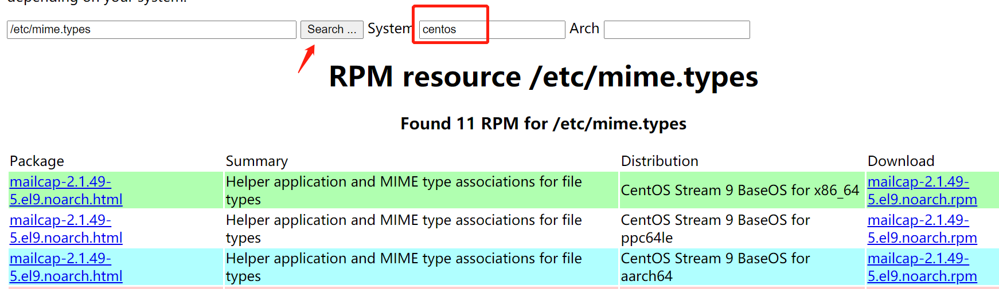 depending on your system.
/etc/mime.types Search ... System centos Arch
RPM resource /etc/mime.types
Found 11 RPM for /etc/mime.types
Package Summary Distribution Download
mailcap-2.1.49-5.el9.noarch.html Helper application and MIME type associations for file types CentOS Stream 9 BaseOS for x86_64 mailcap-2.1.49-5.el9.noarch.rpm
mailcap-2.1.49-5.el9.noarch.html Helper application and MIME type associations for file types CentOS Stream 9 BaseOS for ppc64le mailcap-2.1.49-5.el9.noarch.rpm
mailcap-2.1.49-5.el9.noarch.html Helper application and MIME type associations for file types CentOS Stream 9 BaseOS for aarch64 mailcap-2.1.49-5.el9.noarch.rpm